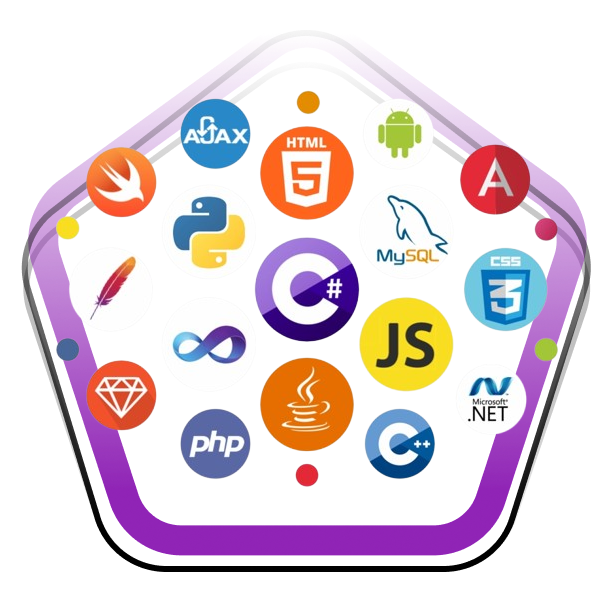 AJAX
HTML
5
A
MySQL
CSS
3
C#
JS
Microsoft®
.NET
php
C++